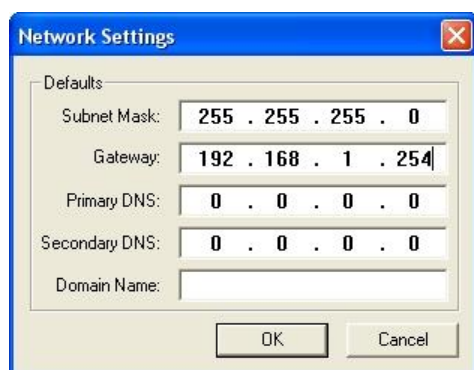 Network Settings
Defaults
Subnet Mask: 255 . 255 . 255 . 0
Gateway: 192 . 168 . 1 . 254
Primary DNS: 0 . 0 . 0 . 0
Secondary DNS: 0 . 0 . 0 . 0
Domain Name:
OK Cancel